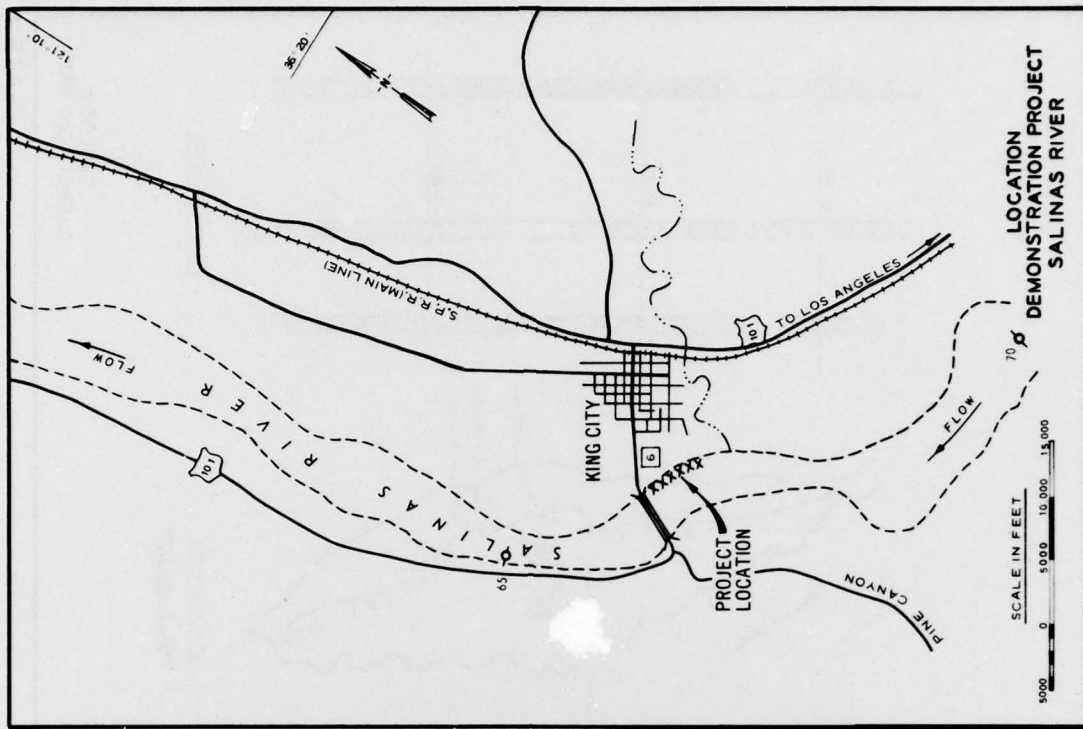 121° 10'
36° 20'
N
S.P.R.R. (MAIN LINE)
FLOW
101
SALINAS RIVER
65
KING CITY
6
PROJECT
LOCATION
PINE CANYON
101
TO LOS ANGELES
FLOW
70
SCALE IN FEET
5000 0 5000 10 000 15 000
LOCATION
DEMONSTRATION PROJECT
SALINAS RIVER